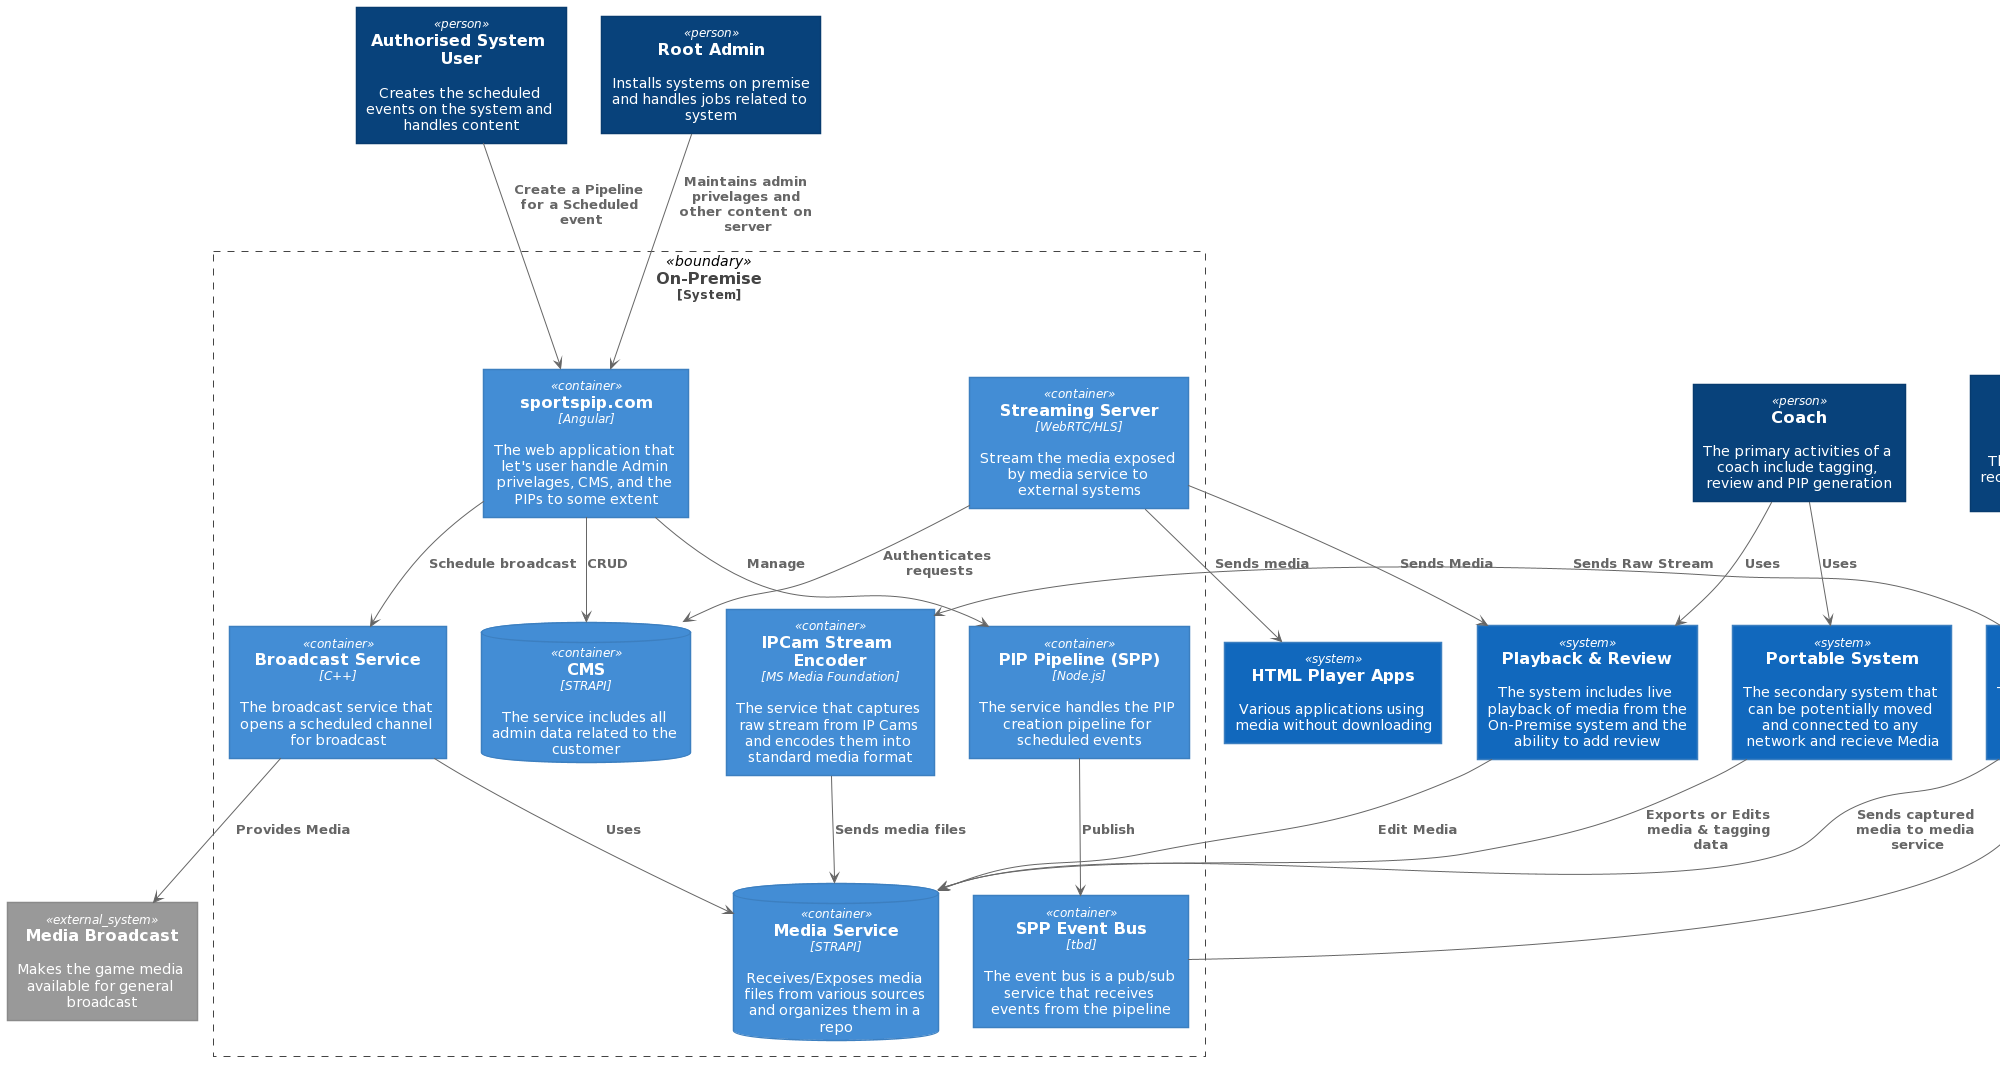 «person»
Authorised System
User
Creates the scheduled
events on the system and
handles content
«person»
Root Admin
Installs systems on premise
and handles jobs related to
system
Create a Pipeline
for a Scheduled
event
Maintains admin
privelages and
other content on
server
«boundary»
On-Premise
[System]
«container»
sportspip.com
[Angular]
The web application that
let's user handle Admin
privelages, CMS, and the
PIPs to some extent
«container»
Streaming Server
[WebRTC/HLS]
Stream the media exposed
by media service to
external systems
«person»
Coach
The primary activities of a
coach include tagging,
review and PIP generation
Schedule broadcast
CRUD
Manage
Authenticates
requests
Sends media
Sends Media
Sends Raw Stream
Uses
Uses
«container»
Broadcast Service
[C++]
The broadcast service that
opens a scheduled channel
for broadcast
«container»
CMS
[STRAPI]
The service includes all
admin data related to the
customer
«container»
IPCam Stream
Encoder
[MS Media Foundation]
The service that captures
raw stream from IP Cams
and encodes them into
standard media format
«container»
PIP Pipeline (SPP)
[Node.js]
The service handles the PIP
creation pipeline for
scheduled events
«system»
HTML Player Apps
Various applications using
media without downloading
«system»
Playback & Review
The system includes live
playback of media from the
On-Premise system and the
ability to add review
«system»
Portable System
The secondary system that
can be potentially moved
and connected to any
network and recieve Media
Provides Media
Uses
Sends media files
Publish
Edit Media
Exports or Edits
media & tagging
data
Sends captured
media to media
service
«external_system»
Media Broadcast
Makes the game media
available for general
broadcast
«container»
Media Service
[STRAPI]
Receives/Exposes media
files from various sources
and organizes them in a
repo
«container»
SPP Event Bus
[tbd]
The event bus is a pub/sub
service that receives
events from the pipeline